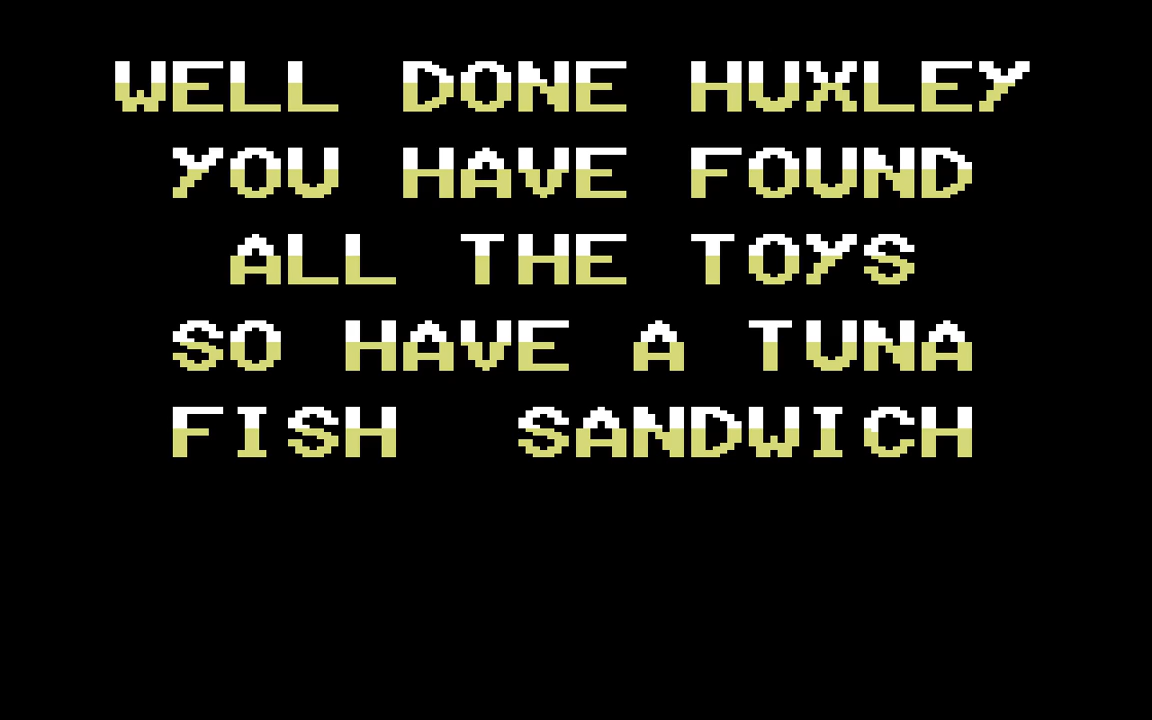 WELL DONE HUXLEY
YOU HAVE FOUND
ALL THE TOYS
SO HAVE A TUNA
FISH  SANDWICH